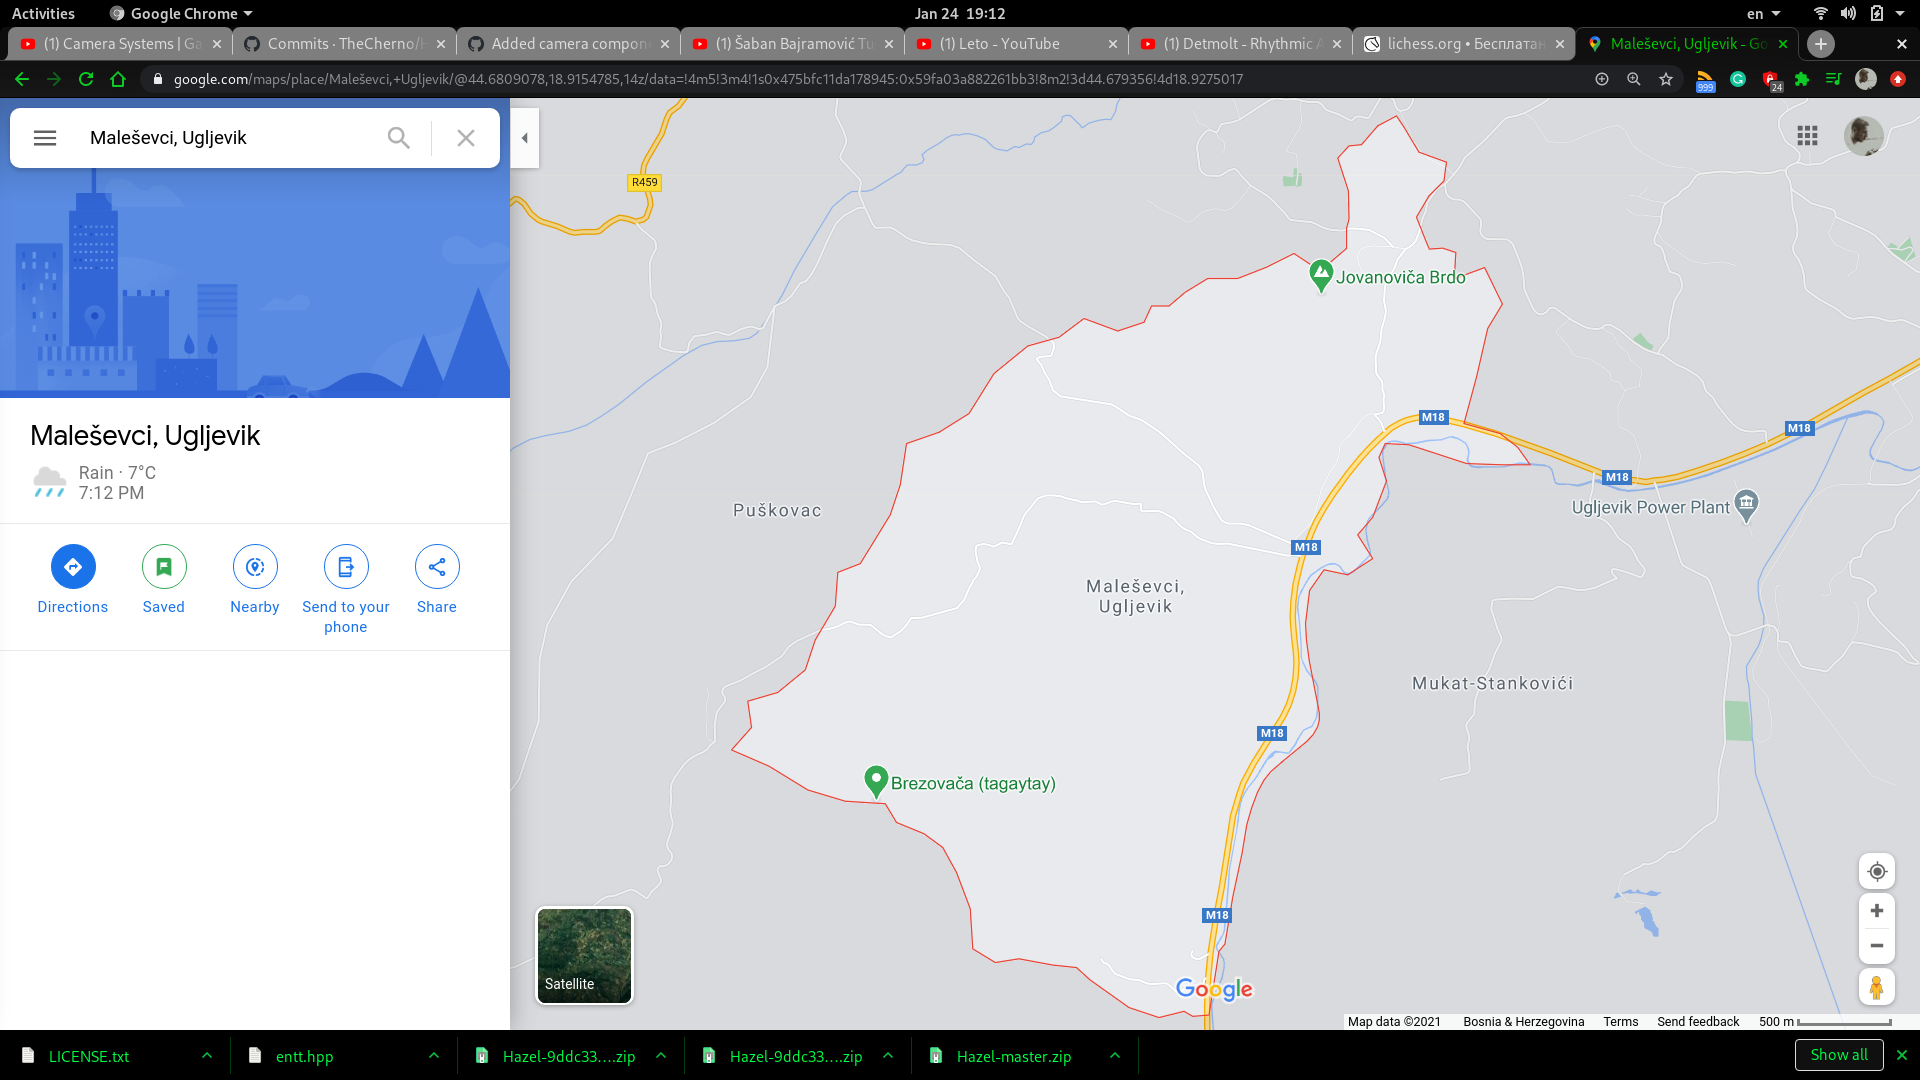 Activities
Google Chrome
Jan 24 19:12
en
(1) Camera Systems | Ga
Commits · TheCherno/H
Added camera compon
(1) Šaban Bajramović Tu
(1) Leto - YouTube
(1) Detmolt - Rhythmic A
lichess.org • Бесплатан
Maleševci, Ugljevik - Go
google.com/maps/place/Maleševci,+Ugljevik/@44.6809078,18.9154785,14z/data=!4m5!3m4!1s0x475bfc11da178945:0x59fa03a882261bb3!8m2!3d44.679356!4d18.9275017
999
24
Maleševci, Ugljevik
Maleševci, Ugljevik
Rain · 7°C
7:12 PM
Directions
Saved
Nearby
Send to your
phone
Share
R459
Jovanovića Brdo
M18
M18
M18
Ugljevik Power Plant
Puškovac
M18
Maleševci,
Ugljevik
Mukat-Stankovići
M18
Brezovača (tagaytay)
M18
Satellite
Google
Map data ©2021
Bosnia & Herzegovina
Terms
Send feedback
500 m
LICENSE.txt
entt.hpp
Hazel-9ddc33....zip
Hazel-9ddc33....zip
Hazel-master.zip
Show all